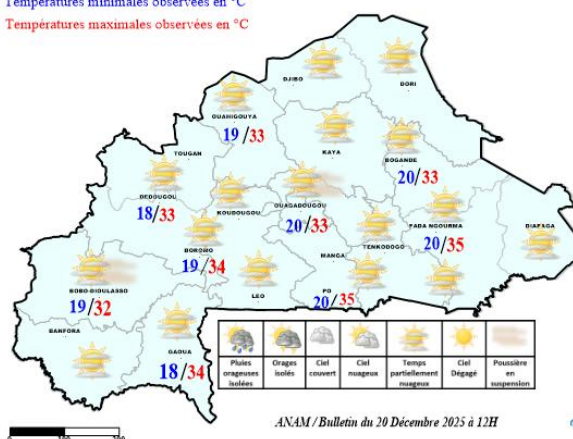 Températures minimales observées en °C
Températures maximales observées en °C
DJIBO
DORI
OUAHIGOUYA
19/33
TOUGAN
KAYA
BOGANDE
20/33
DEDOUGOU
18/33
KOUDOUGOU
OUAGADOUGOU
20/33
FADA NGOURMA
20/35
DIAPAGA
BOROMO
19/34
MANGA
TENKODOGO
BOBO-DIOULASSO
19/32
LEO
PO
20/35
BANFORA
GAOUA
18/34
Pluies orageuses isolées
Orages isolés
Ciel couvert
Ciel nuageux
Temps partiellement nuageux
Ciel Dégagé
Poussière en suspension
ANAM / Bulletin du 20 Décembre 2025 à 12H